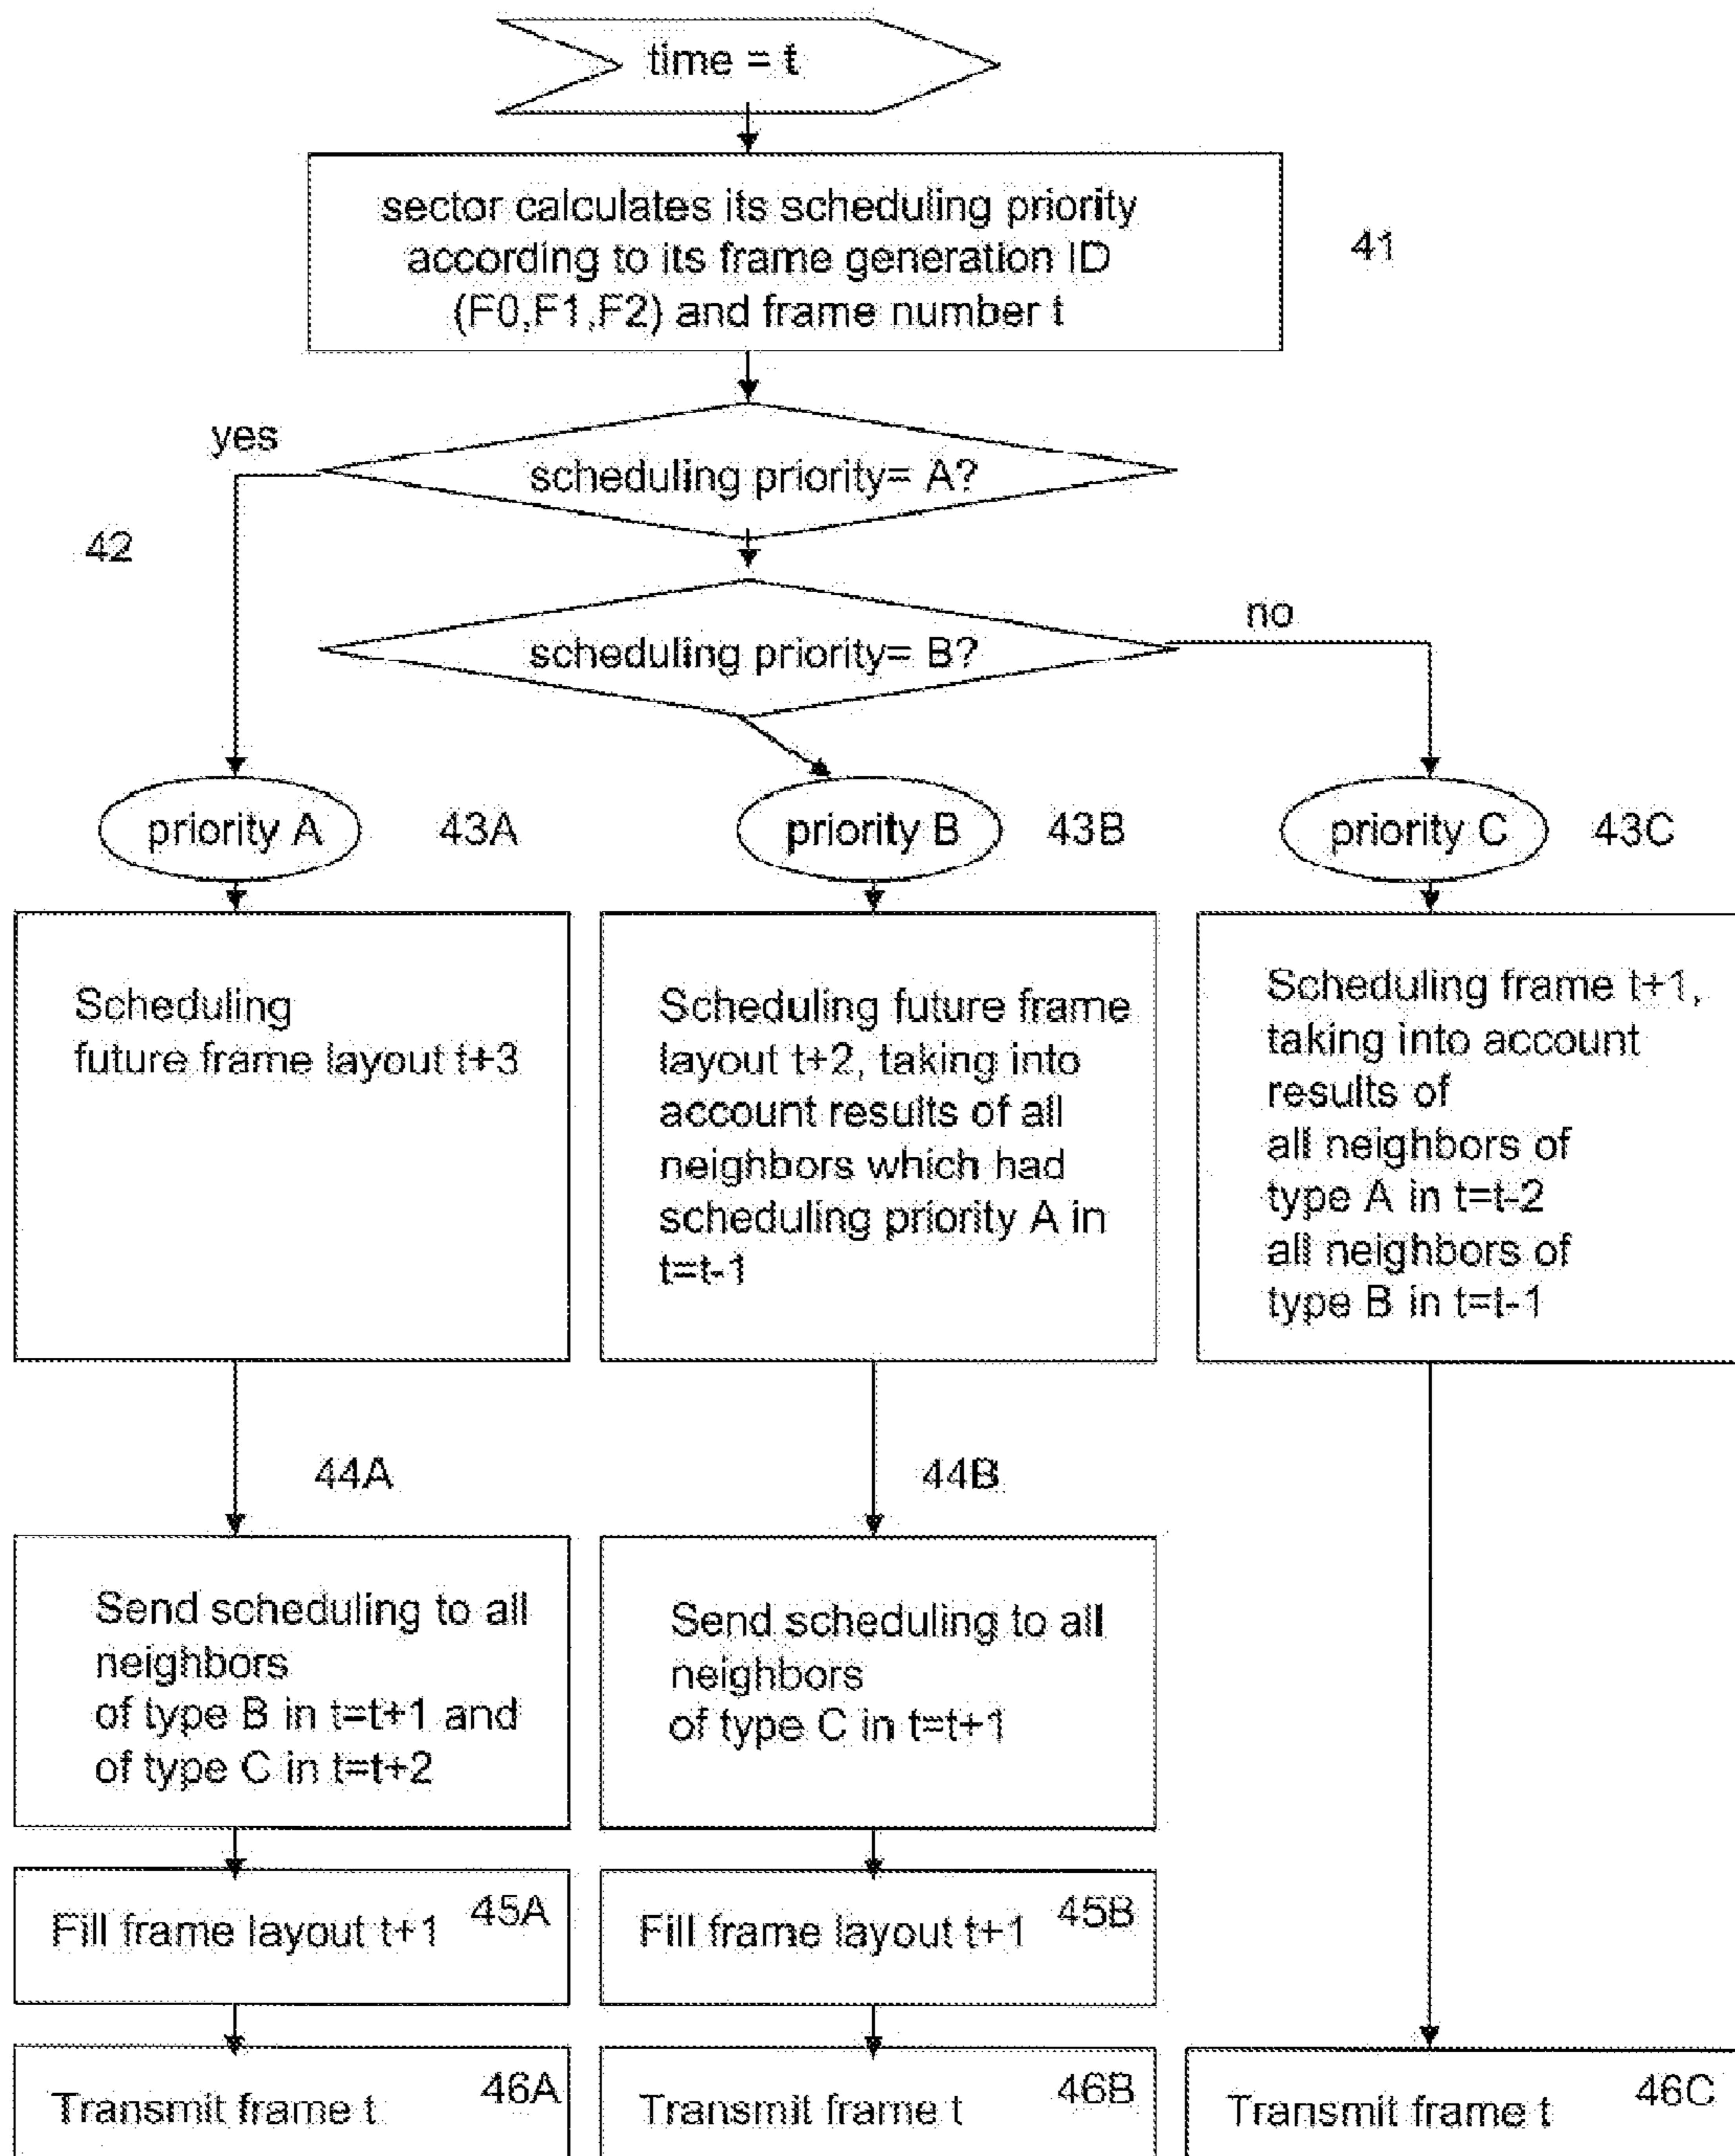 time = t
sector calculates its scheduling priority
according to its frame generation ID
(F0,F1,F2) and frame number t
41
yes
scheduling priority= A?
42
no
scheduling priority= B?
priority A
43A
priority B
43B
priority C
43C
Scheduling
future frame layout t+3
Scheduling future frame
layout t+2, taking into
account results of all
neighbors which had
scheduling priority A in
t=t-1
Scheduling frame t+1,
taking into account
results of
all neighbors of
type A in t=t-2
all neighbors of
type B in t=t-1
44A
44B
Send scheduling to all
neighbors
of type B in t=t+1 and
of type C in t=t+2
Send scheduling to all
neighbors
of type C in t=t+1
Fill frame layout t+1
45A
Fill frame layout t+1
45B
Transmit frame t
46A
Transmit frame t
46B
Transmit frame t
46C